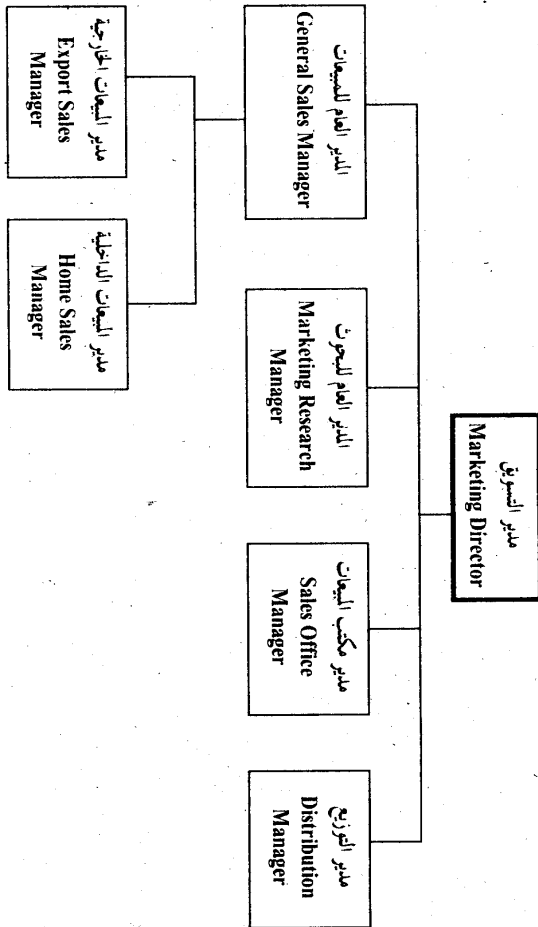 مدير التسويق
Marketing Director
المدير العام للمبيعات
General Sales Manager
المدير العام للبحوث
Marketing Research
Manager
مدير مكتب المبيعات
Sales Office
Manager
مدير التوزيع
Distribution
Manager
مدير المبيعات الخارجية
Export Sales
Manager
مدير المبيعات الداخلية
Home Sales
Manager